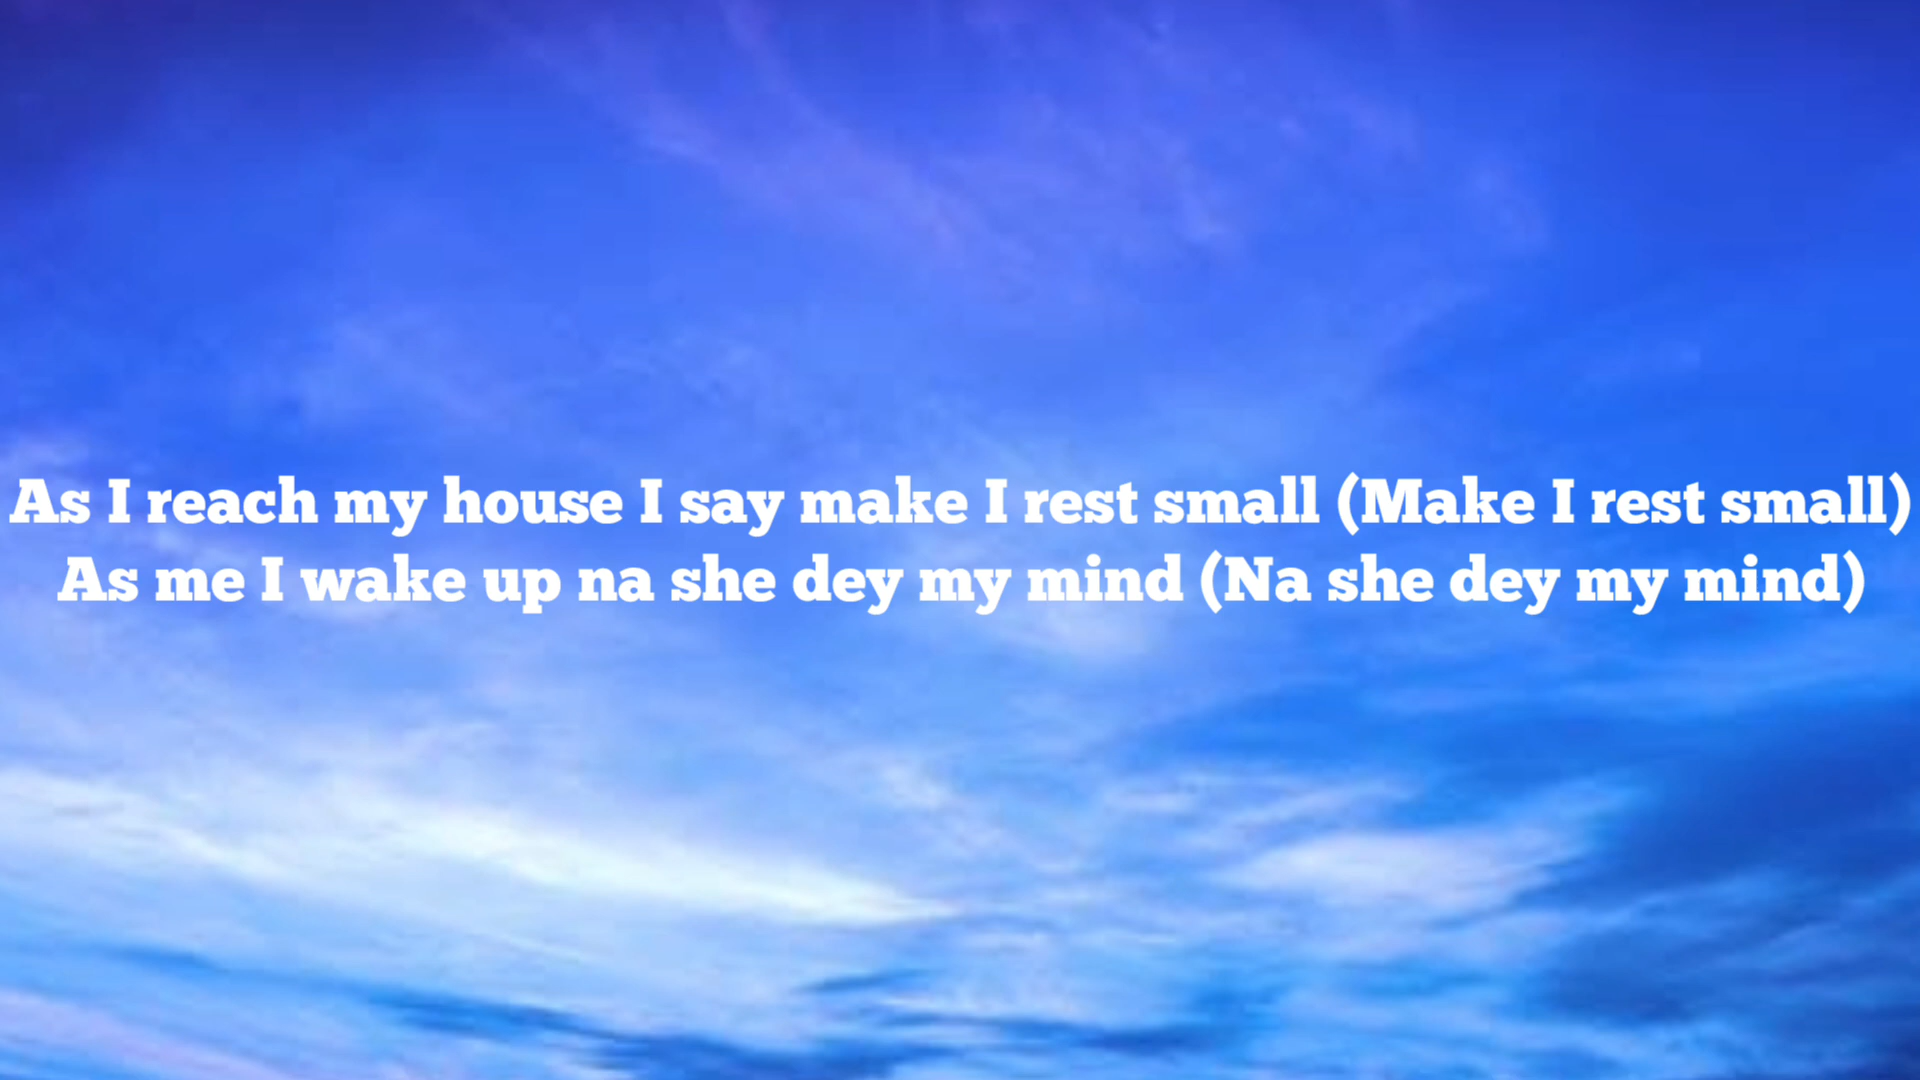 As I reach my house I say make I rest small (Make I rest small)
As me I wake up na she dey my mind (Na she dey my mind)